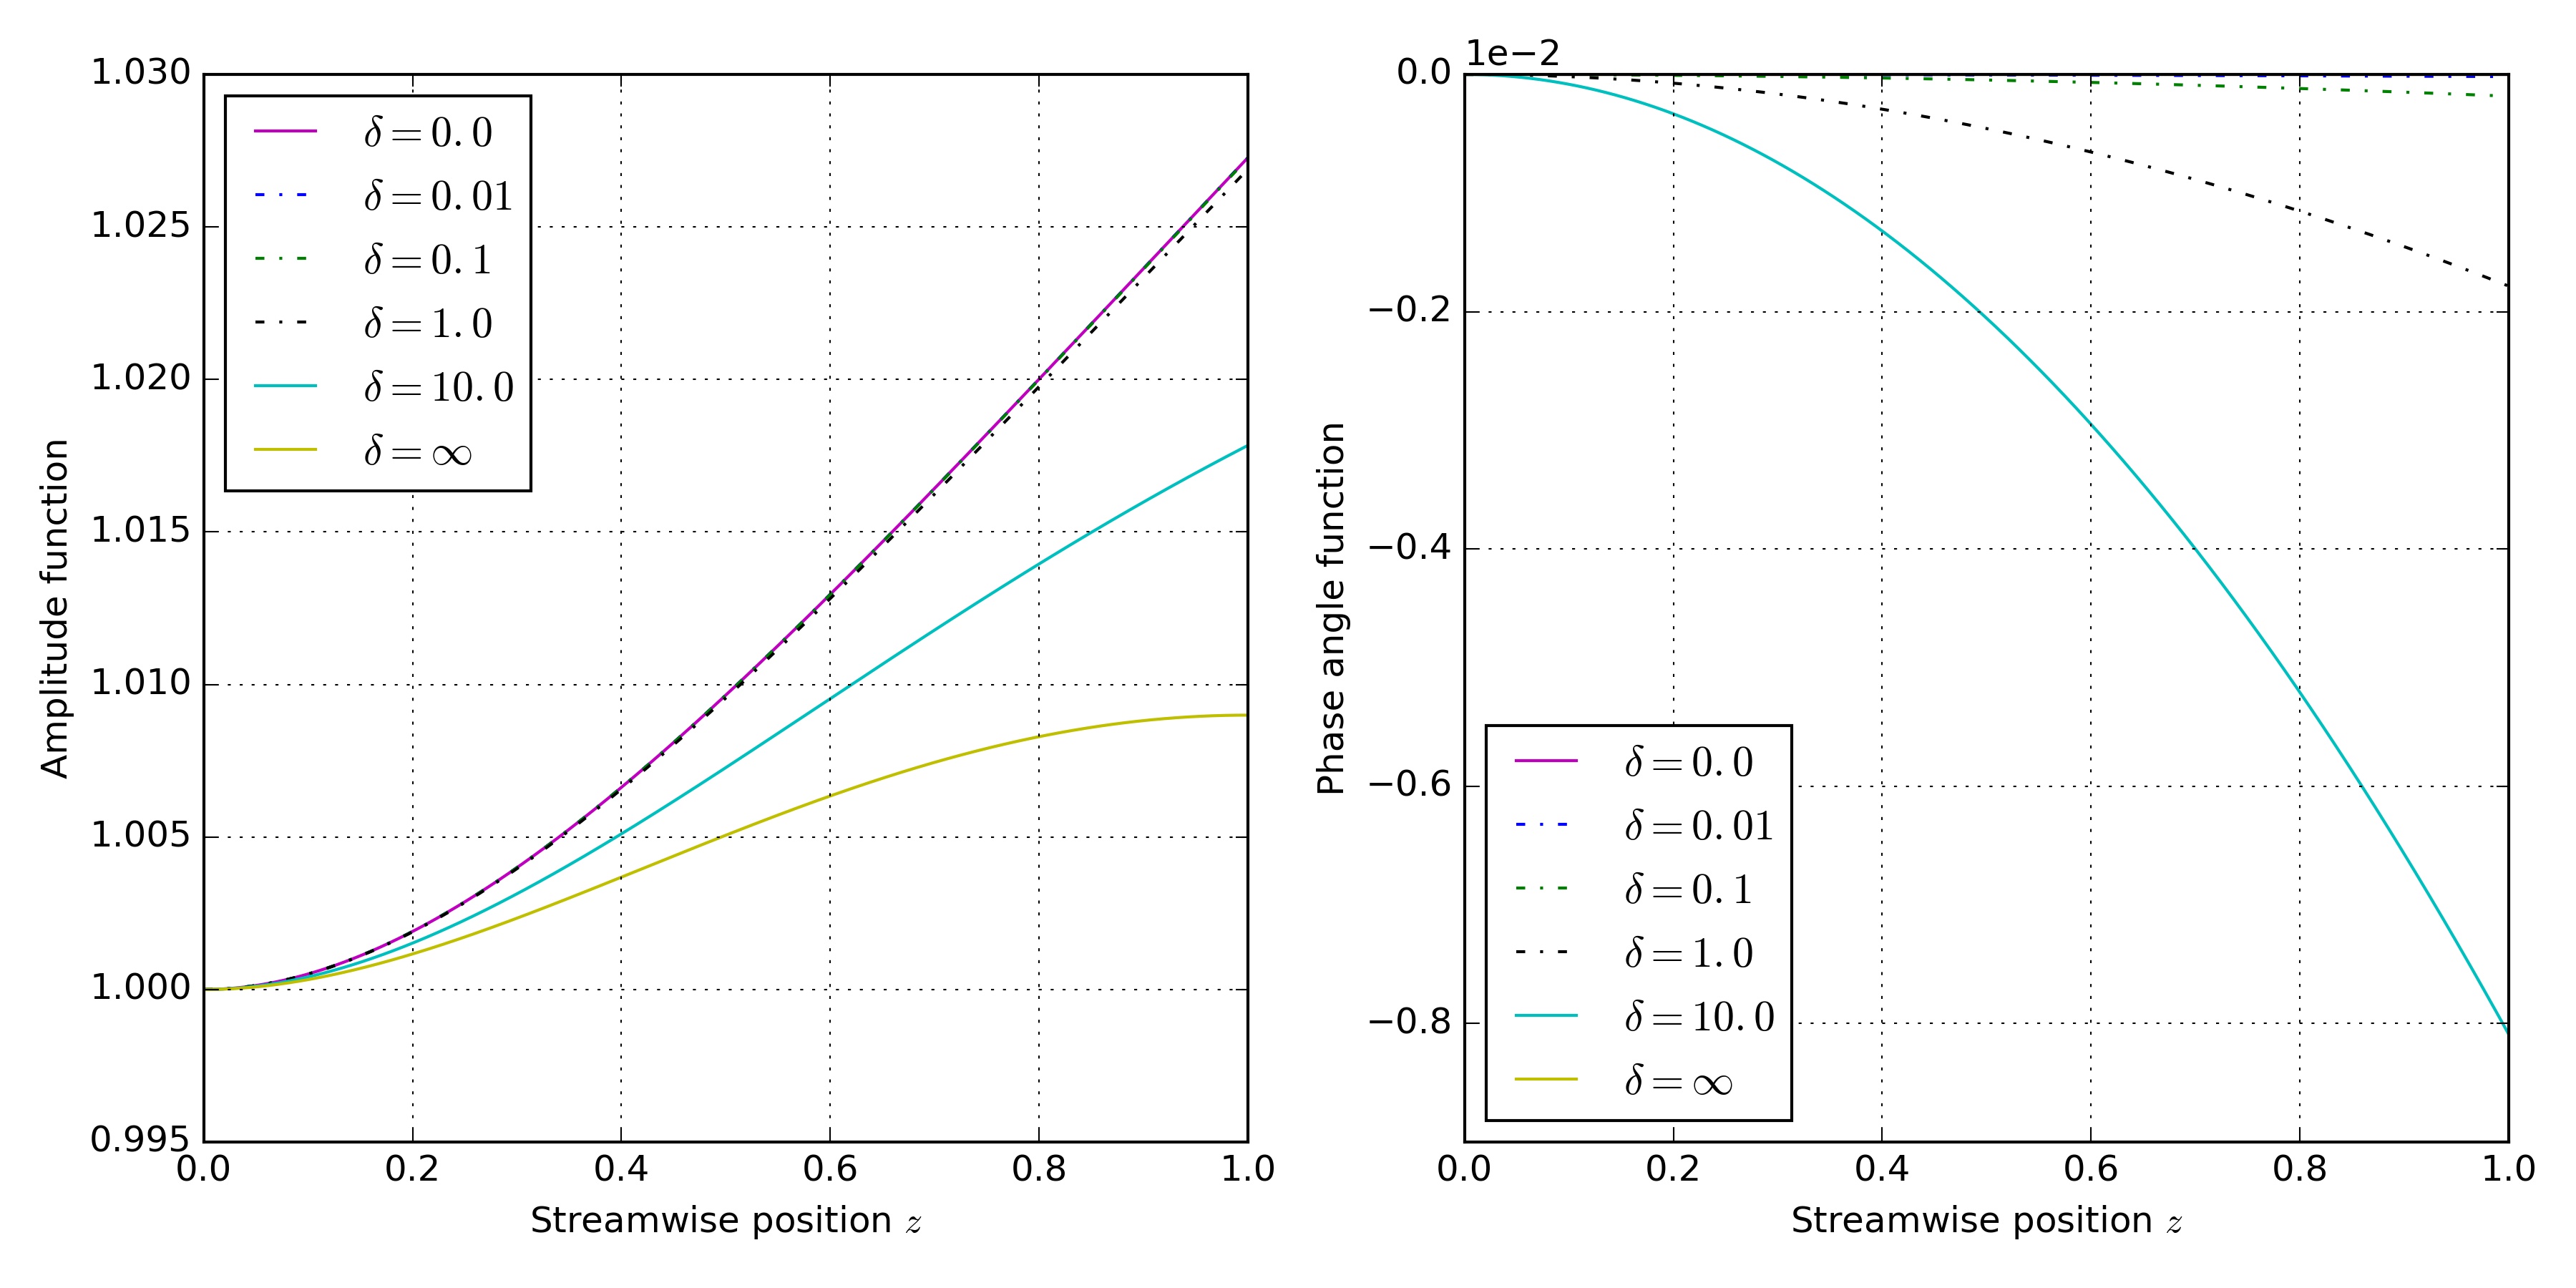 1.030
1.025
1.020
1.015
1.010
1.005
1.000
0.995
0.0 0.2 0.4 0.6 0.8 1.0
Amplitude function
Streamwise position z
δ = 0.0
δ = 0.01
δ = 0.1
δ = 1.0
δ = 10.0
δ = ∞
1e−2
0.0
−0.2
−0.4
−0.6
−0.8
0.0 0.2 0.4 0.6 0.8 1.0
Phase angle function
Streamwise position z
δ = 0.0
δ = 0.01
δ = 0.1
δ = 1.0
δ = 10.0
δ = ∞